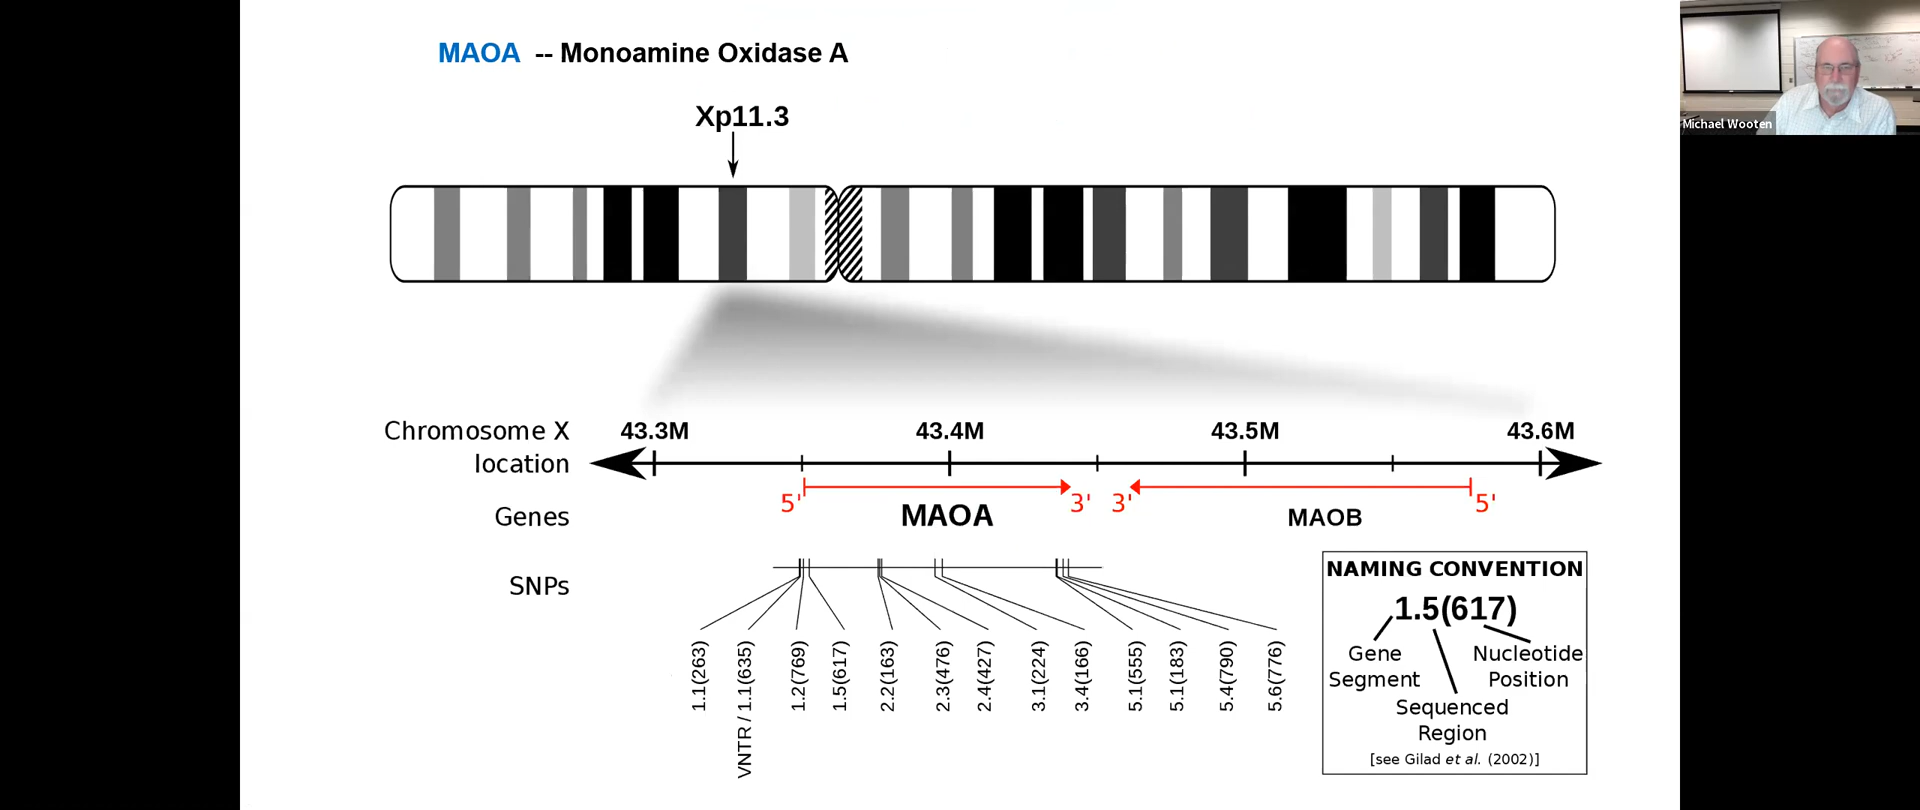 MAOA -- Monoamine Oxidase A
Michael Wooten
Xp11.3
Chromosome X
location
43.3M 43.4M 43.5M 43.6M
5' 3' 3' 5'
Genes
MAOA MAOB
SNPs
1.1(263)
VNTR / 1.1(635)
1.2(769)
1.5(617)
2.2(163)
2.3(476)
2.4(427)
3.1(224)
3.4(166)
5.1(555)
5.1(183)
5.4(790)
5.6(776)
NAMING CONVENTION
1.5(617)
Gene
Segment
Nucleotide
Position
Sequenced
Region
[see Gilad et al. (2002)]